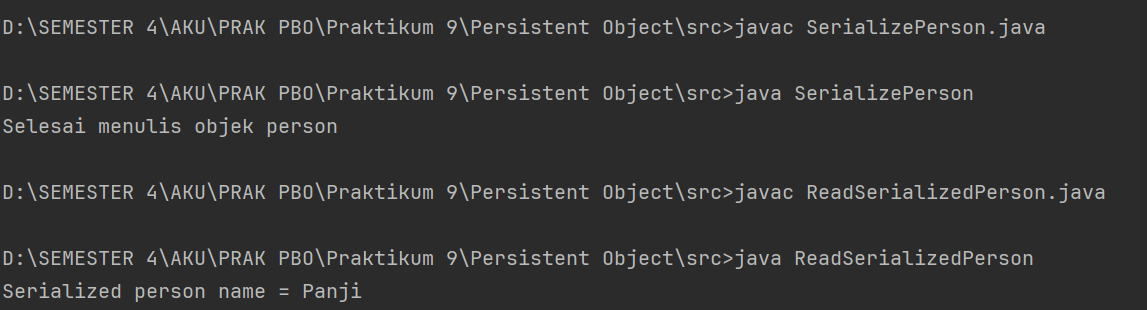 D:\SEMESTER 4\AKU\PRAK PBO\Praktikum 9\Persistent Object\src>javac SerializePerson.java
D:\SEMESTER 4\AKU\PRAK PBO\Praktikum 9\Persistent Object\src>java SerializePerson
Selesai menulis objek person
D:\SEMESTER 4\AKU\PRAK PBO\Praktikum 9\Persistent Object\src>javac ReadSerializedPerson.java
D:\SEMESTER 4\AKU\PRAK PBO\Praktikum 9\Persistent Object\src>java ReadSerializedPerson
Serialized person name = Panji